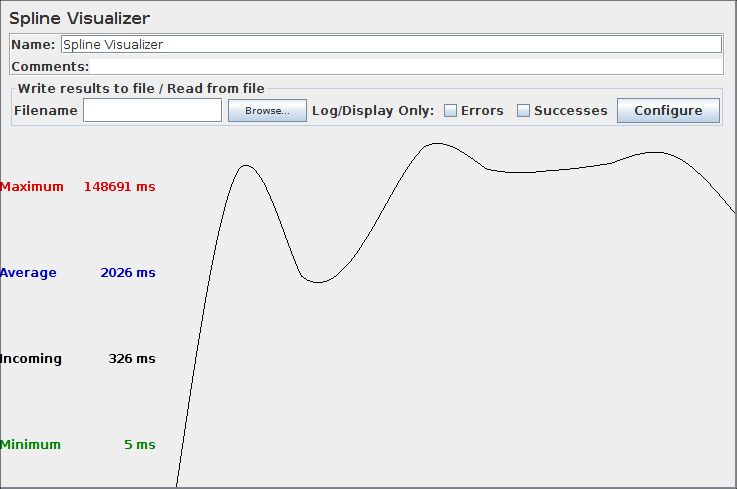 Spline Visualizer
Name: Spline Visualizer
Comments:
Write results to file / Read from file
Filename Browse... Log/Display Only: Errors Successes Configure
Maximum 148691 ms
Average 2026 ms
Incoming 326 ms
Minimum 5 ms